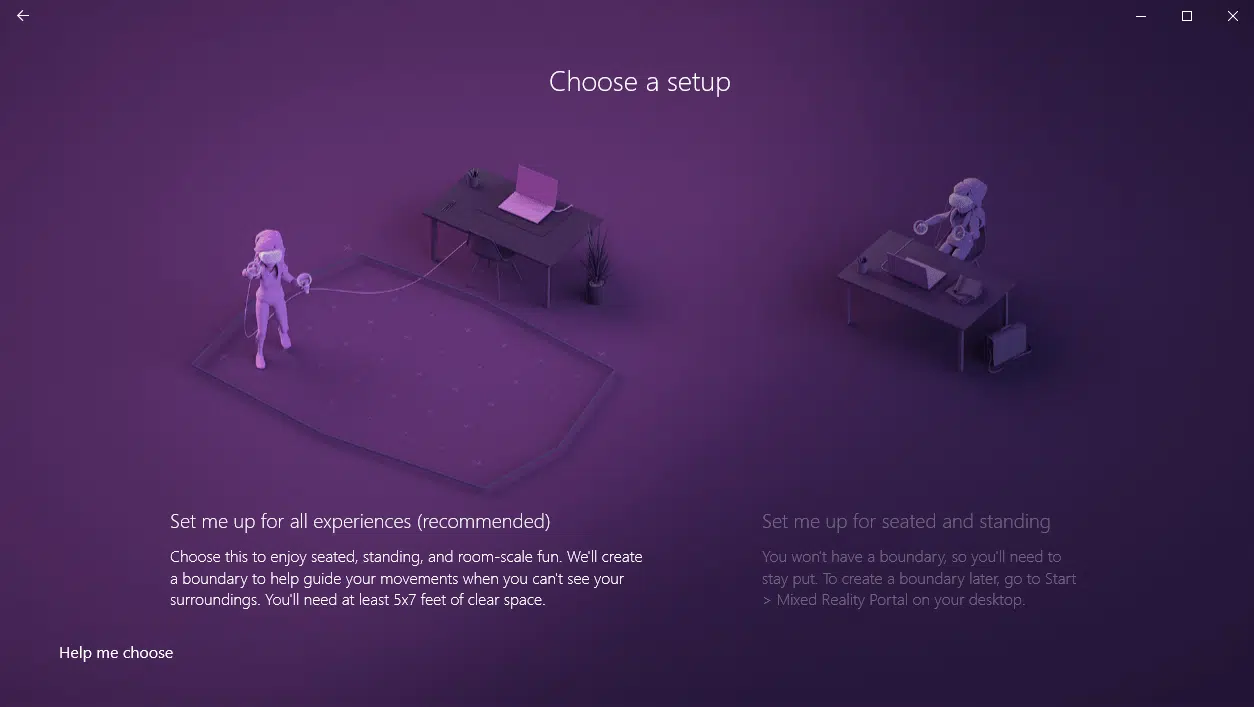 Choose a setup
Set me up for all experiences (recommended)
Choose this to enjoy seated, standing, and room-scale fun. We'll create
a boundary to help guide your movements when you can't see your
surroundings. You'll need at least 5x7 feet of clear space.
Set me up for seated and standing
You won't have a boundary, so you'll need to
stay put. To create a boundary later, go to Start
> Mixed Reality Portal on your desktop.
Help me choose